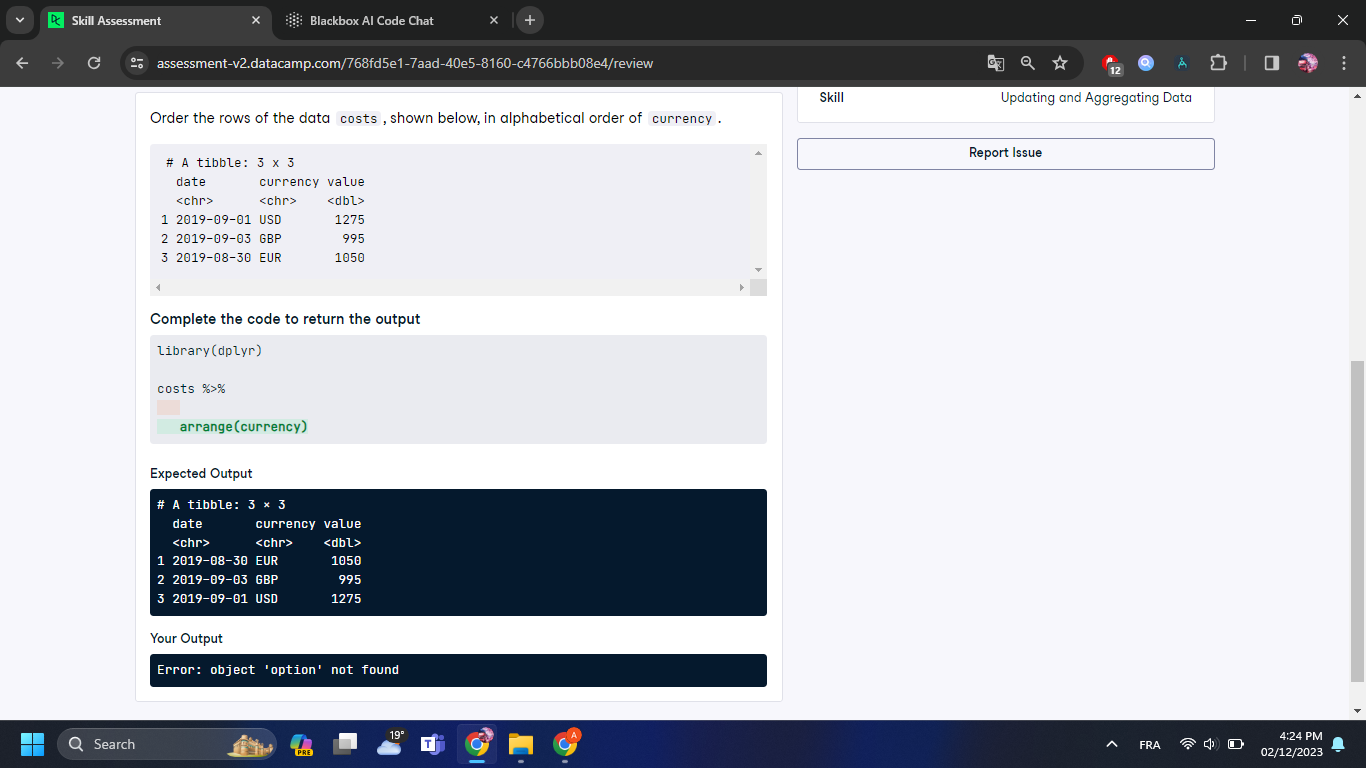 Skill Assessment
Blackbox AI Code Chat
assessment-v2.datacamp.com/768fd5e1-7aad-40e5-8160-c4766bbb08e4/review
12
Order the rows of the data costs, shown below, in alphabetical order of currency.
# A tibble: 3 x 3
date currency value
<chr> <chr> <dbl>
1 2019-09-01 USD 1275
2 2019-09-03 GBP 995
3 2019-08-30 EUR 1050
Complete the code to return the output
library(dplyr)
costs %>%
arrange(currency)
Expected Output
# A tibble: 3 × 3
date currency value
<chr> <chr> <dbl>
1 2019-08-30 EUR 1050
2 2019-09-03 GBP 995
3 2019-09-01 USD 1275
Your Output
Error: object 'option' not found
Skill Updating and Aggregating Data
Report Issue
Search
PRE
19°
A
FRA
4:24 PM
02/12/2023